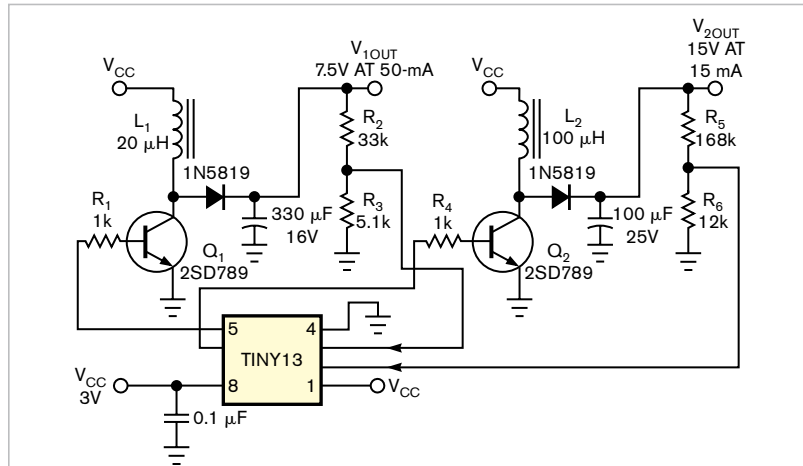 V1OUT
7.5V AT 50-mA
V2OUT
15V AT
15 mA
VCC
VCC
L1
20 μH
R2
33k
L2
100 μH
R5
168k
1N5819
1N5819
R1
1k
330 μF
16V
R3
5.1k
R4
1k
100 μF
25V
R6
12k
Q1
2SD789
Q2
2SD789
5
4
TINY13
8
1
VCC
3V
VCC
0.1 μF